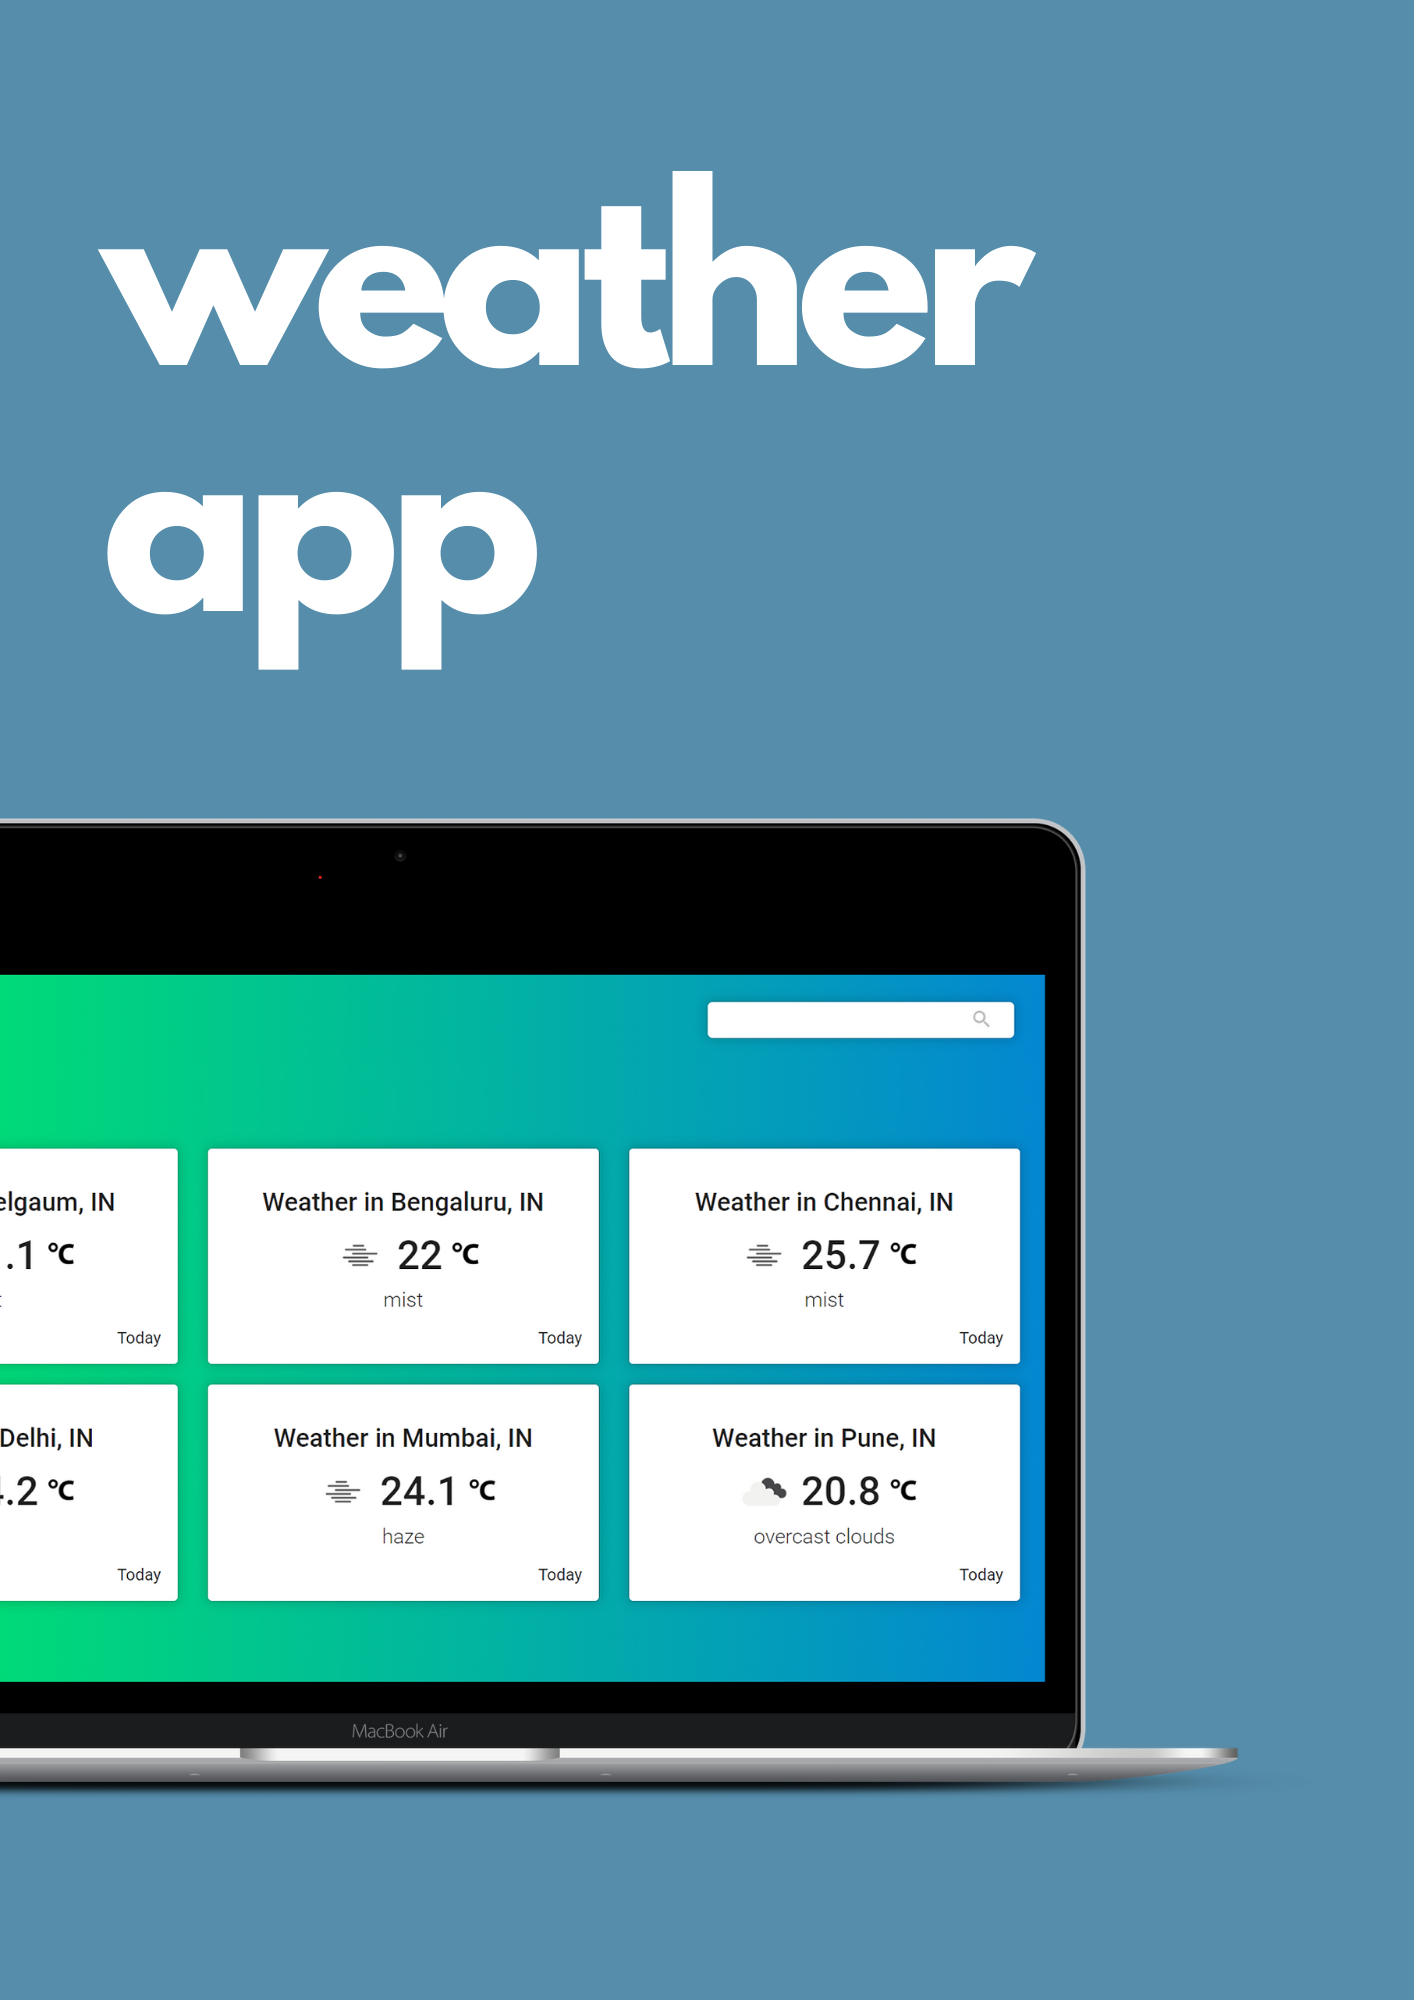 weather
app
elgaum, IN
Weather in Bengaluru, IN
Weather in Chennai, IN
.1 °C
22 °C
25.7 °C
mist
mist
Today
Today
Today
Delhi, IN
Weather in Mumbai, IN
Weather in Pune, IN
.2 °C
24.1 °C
20.8 °C
haze
overcast clouds
Today
Today
Today
MacBook Air